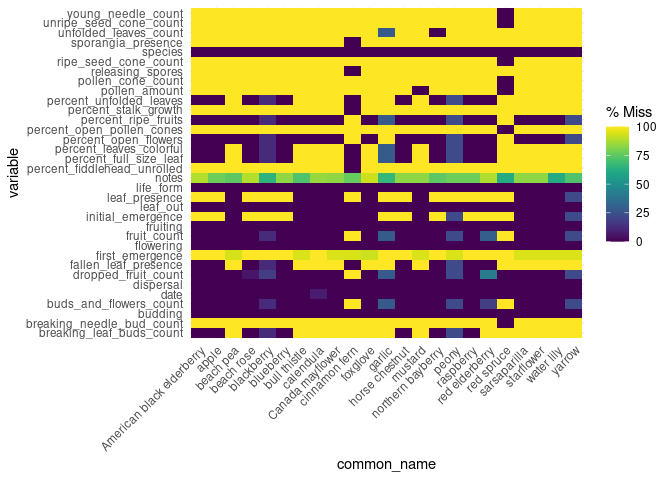 young_needle_count
unripe_seed_cone_count
unfolded_leaves_count
sporangia_presence
species
ripe_seed_cone_count
releasing_spores
pollen_cone_count
pollen_amount
percent_unfolded_leaves
percent_stalk_growth
percent_ripe_fruits
percent_open_pollen_cones
percent_open_flowers
percent_leaves_colorful
percent_full_size_leaf
percent_fiddlehead_unrolled
notes
life_form
leaf_presence
leaf_out
initial_emergence
fruiting
fruit_count
flowering
first_emergence
fallen_leaf_presence
dropped_fruit_count
dispersal
date
buds_and_flowers_count
budding
breaking_needle_bud_count
breaking_leaf_buds_count
variable
American black elderberry
apple
beach pea
beach rose
blackberry
blueberry
bull thistle
calendula
Canada mayflower
cinnamon fern
foxglove
garlic
horse chestnut
mustard
northern bayberry
peony
raspberry
red elderberry
red spruce
sarsaparilla
starflower
water lily
yarrow
common_name
% Miss
100
75
50
25
0